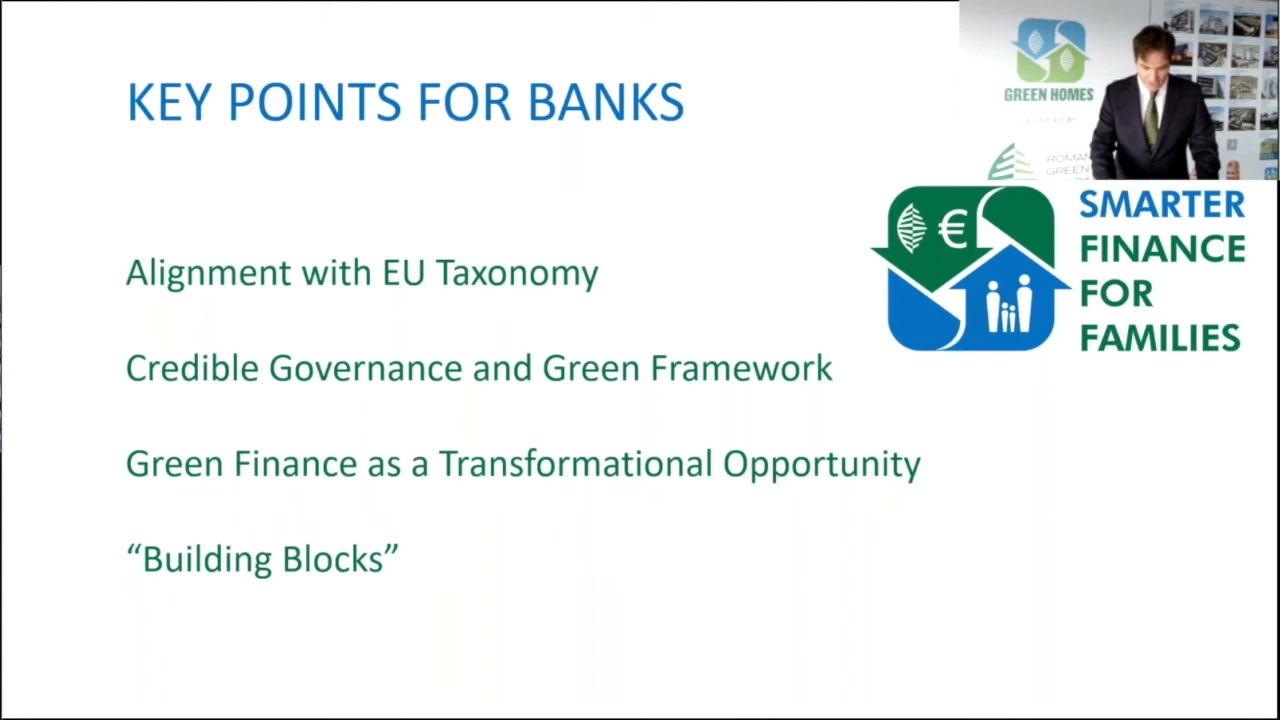 KEY POINTS FOR BANKS
GREEN HOMES
GREEN
SMARTER
FINANCE
FOR
FAMILIES
€
Alignment with EU Taxonomy
Credible Governance and Green Framework
Green Finance as a Transformational Opportunity
“Building Blocks”